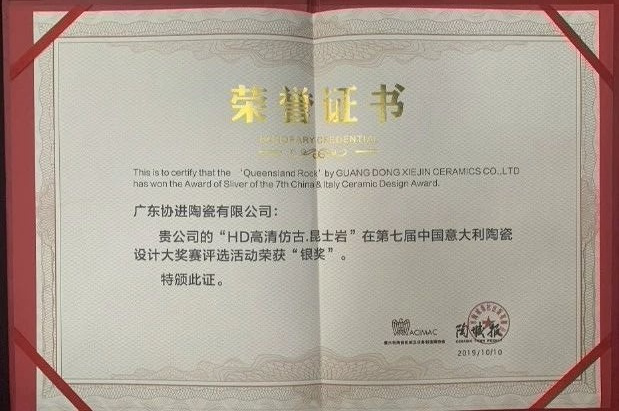 荣誉证书
HONORARY CREDENTIAL
This is to certify that the 'Queensland Rock' by GUANG DONG XIEJIN CERAMICS CO.,LTD
has won the Award of Sliver of the 7th China & Italy Ceramic Design Award.
广东协进陶瓷有限公司：
贵公司的“HD高清仿古.昆士岩”在第七届中国意大利陶瓷
设计大奖赛评选活动荣获“银奖”。
特颁此证。
ACIMAC
陶城报
CERAMIC TOWN WEEKLY
2019/10/10